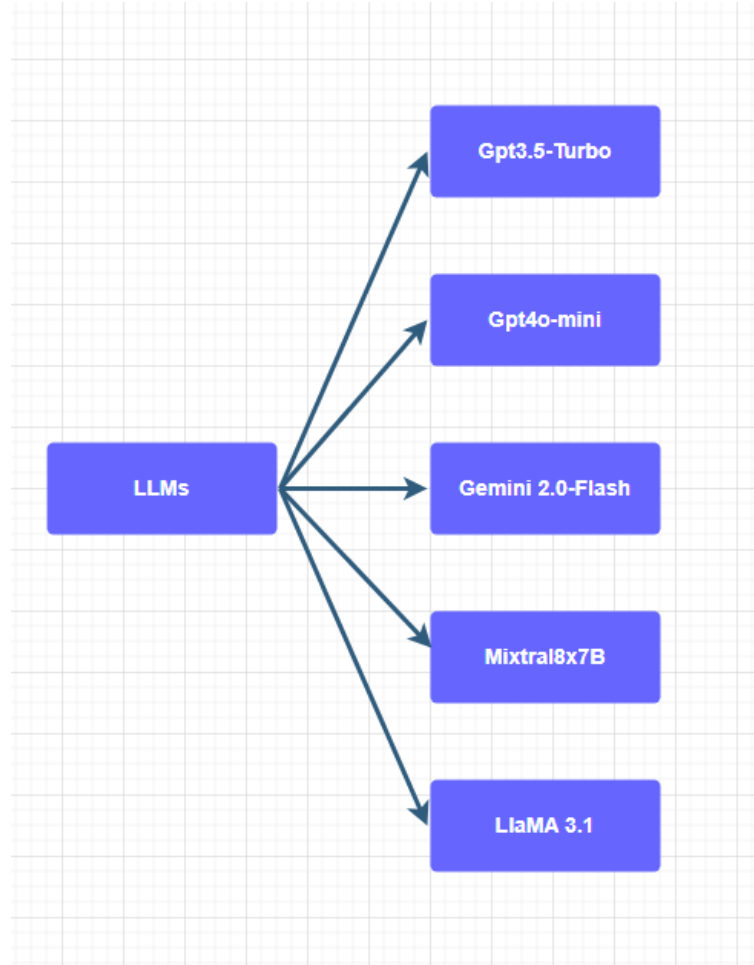 Gpt3.5-Turbo
Gpt4o-mini
LLMs
Gemini 2.0-Flash
Mixtral8x7B
LlaMA 3.1